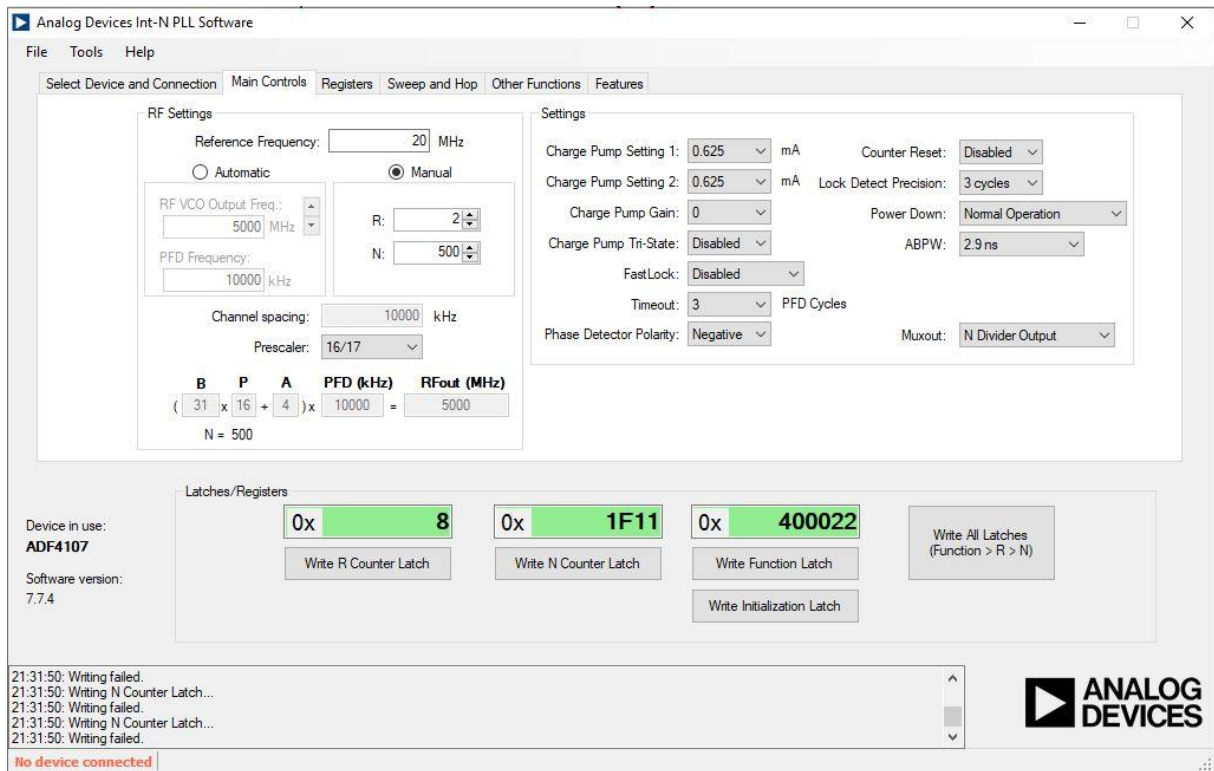 Analog Devices Int-N PLL Software
File Tools Help
Select Device and Connection Main Controls Registers Sweep and Hop Other Functions Features
RF Settings
Reference Frequency: 20 MHz
Automatic Manual
RF VCO Output Freq.:
5000 MHz
PFD Frequency:
10000 kHz
R: 2
N: 500
Channel spacing: 10000 kHz
Prescaler: 16/17
B P A PFD (kHz) RFout (MHz)
( 31 x 16 + 4 ) x 10000 = 5000
N = 500
Settings
Charge Pump Setting 1: 0.625 mA
Charge Pump Setting 2: 0.625 mA
Charge Pump Gain: 0
Charge Pump Tri-State: Disabled
FastLock: Disabled
Timeout: 3 PFD Cycles
Phase Detector Polarity: Negative
Counter Reset: Disabled
Lock Detect Precision: 3 cycles
Power Down: Normal Operation
ABPW: 2.9 ns
Muxout: N Divider Output
Latches/Registers
0x 8
0x 1F11
0x 400022
Write R Counter Latch
Write N Counter Latch
Write Function Latch
Write Initialization Latch
Write All Latches
(Function > R > N)
Device in use:
ADF4107
Software version:
7.7.4
21:31:50: Writing failed.
21:31:50: Writing N Counter Latch...
21:31:50: Writing failed.
21:31:50: Writing N Counter Latch...
21:31:50: Writing failed.
ANALOG
DEVICES
No device connected